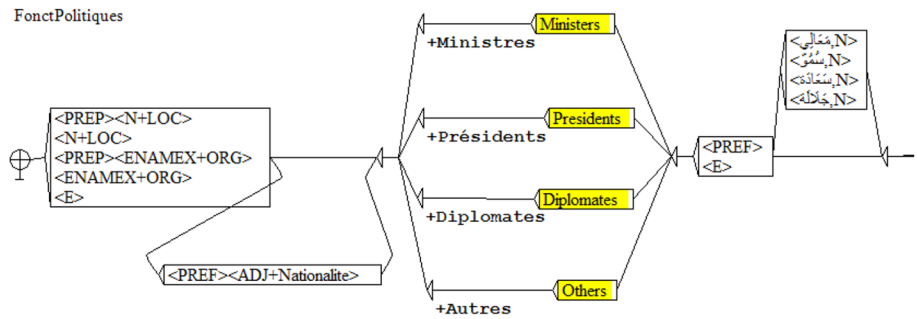 FonctPolitiques
<PREP><N+LOC>
<N+LOC>
<PREP><ENAMEX+ORG>
<ENAMEX+ORG>
<E>
<PREF><ADJ+Nationalite>
Ministers
+Ministres
Presidents
+Présidents
Diplomates
+Diplomates
Others
+Autres
<PREF>
<E>
<مَعَالِي,N>
<سُمُوّ,N>
<سَعَادَة,N>
<جَلَالَة,N>